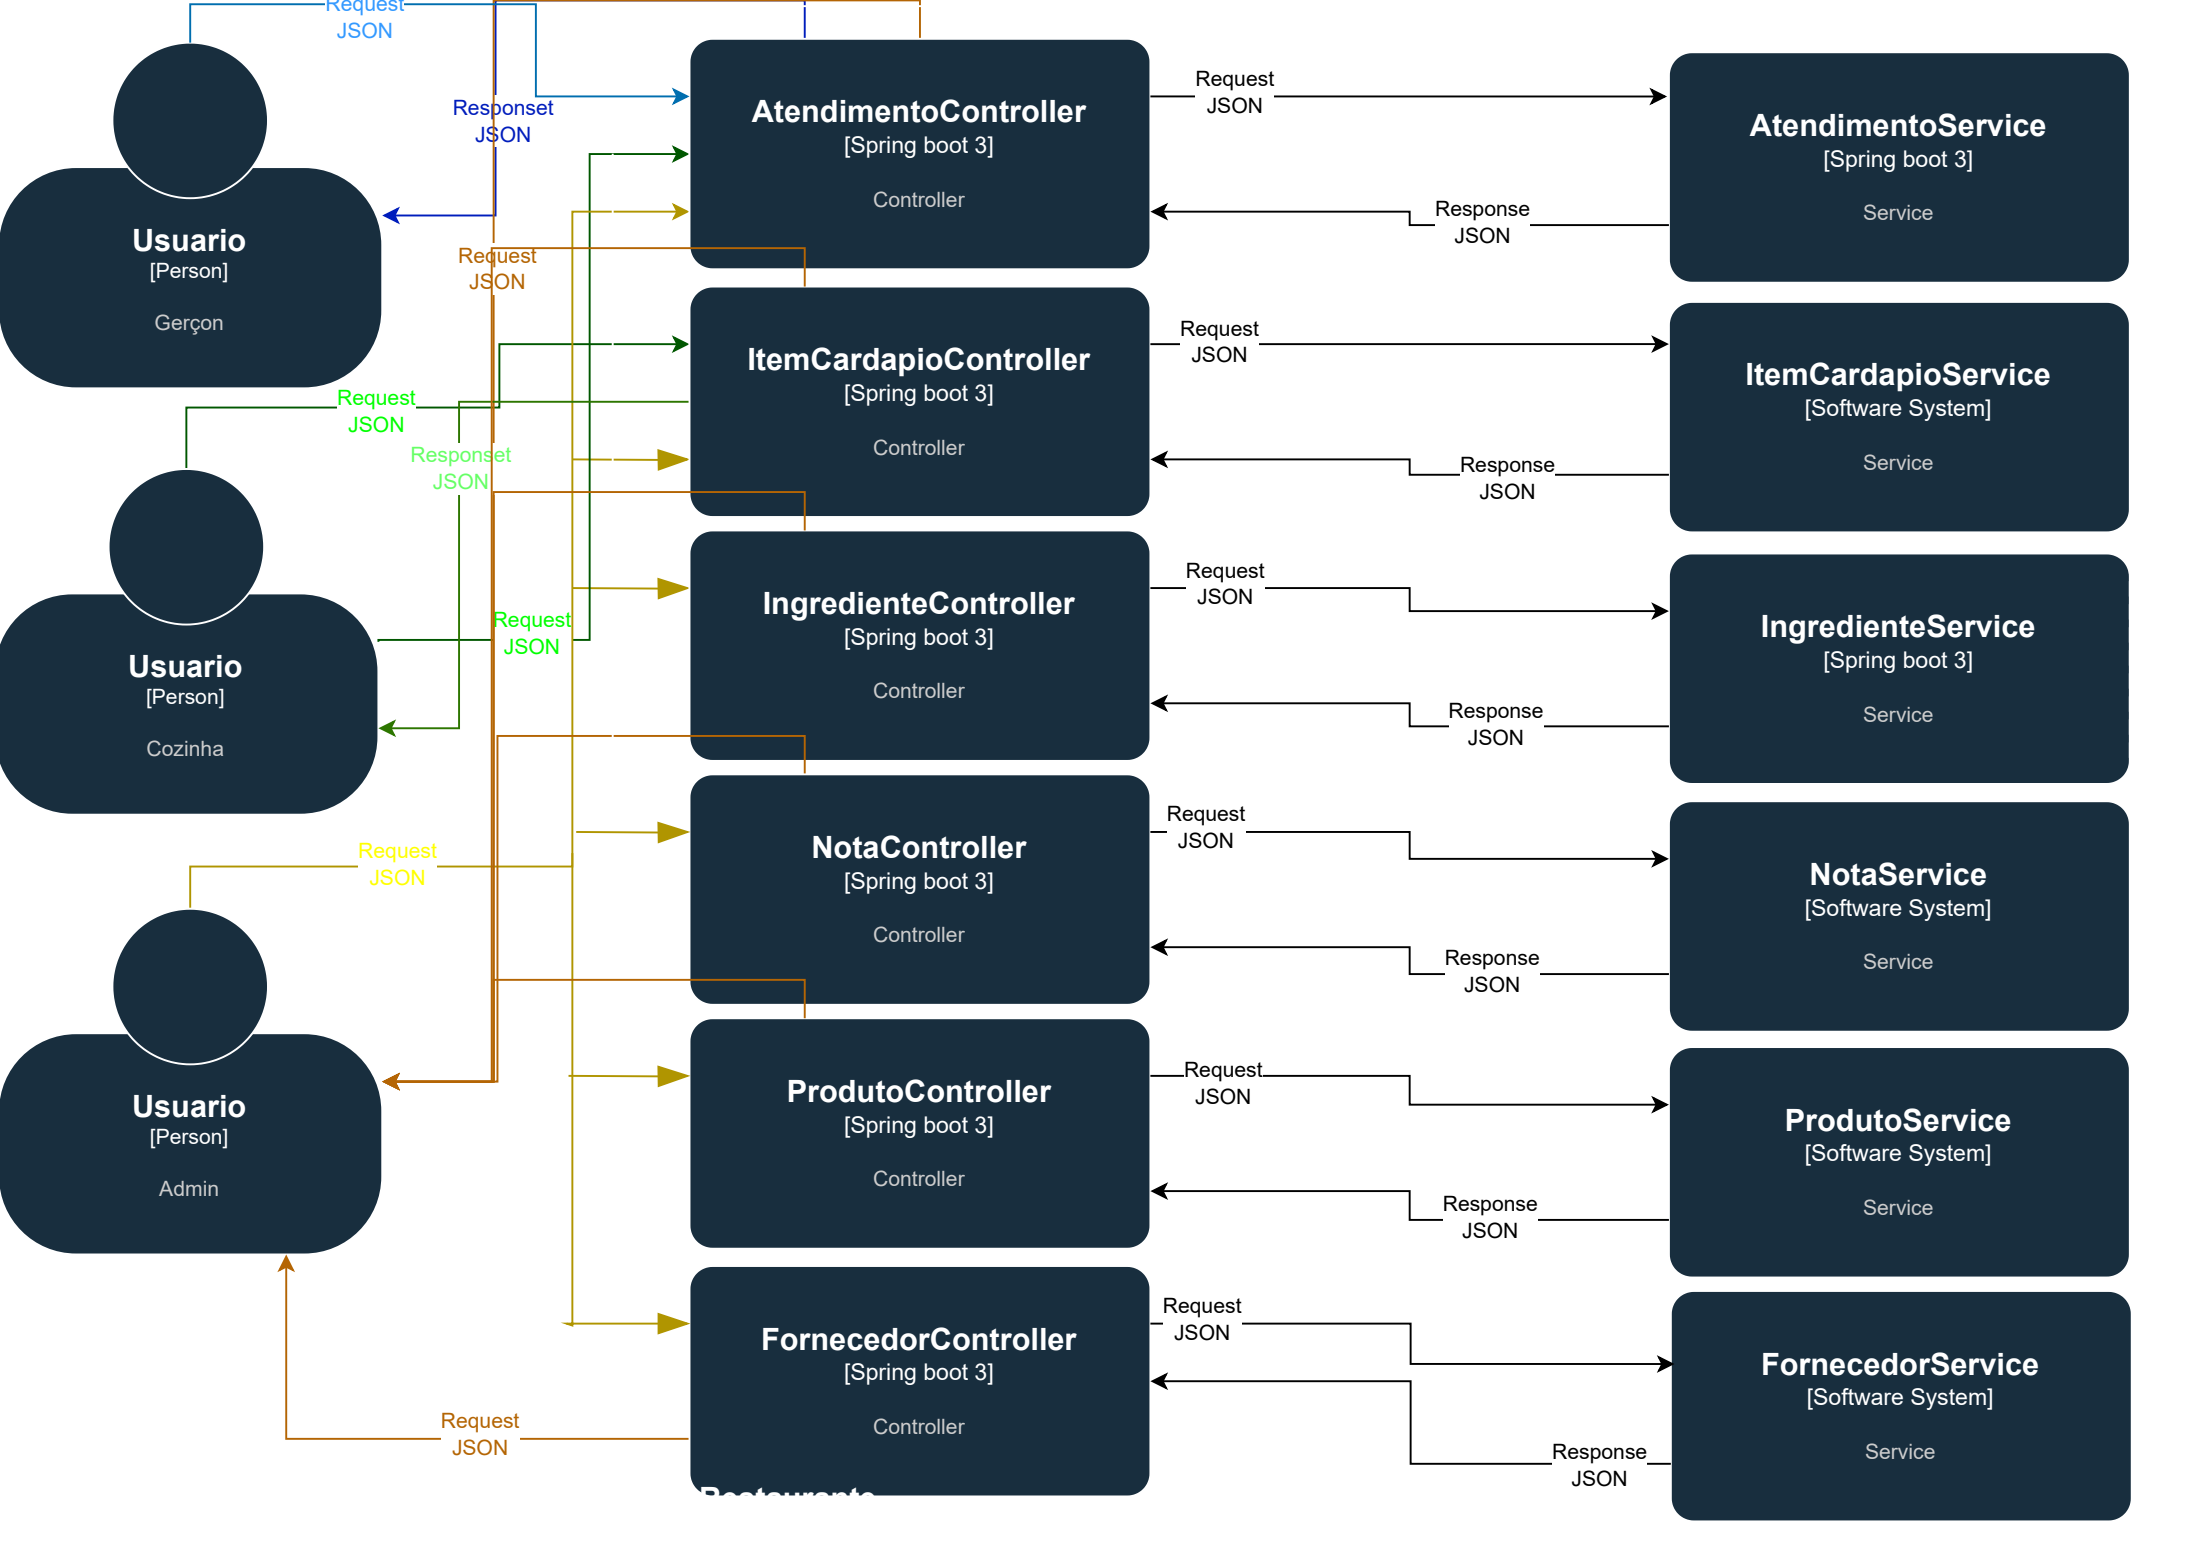 Request
JSON
Responset
JSON
Usuario
[Person]
Gerçon
Request
JSON
Request
JSON
Responset
JSON
Request
JSON
Usuario
[Person]
Cozinha
Request
JSON
Usuario
[Person]
Admin
Request
JSON
AtendimentoController
[Spring boot 3]
Controller
Request
JSON
Response
JSON
AtendimentoService
[Spring boot 3]
Service
ItemCardapioController
[Spring boot 3]
Controller
Request
JSON
Response
JSON
ItemCardapioService
[Software System]
Service
IngredienteController
[Spring boot 3]
Controller
Request
JSON
Response
JSON
IngredienteService
[Spring boot 3]
Service
NotaController
[Spring boot 3]
Controller
Request
JSON
Response
JSON
NotaService
[Software System]
Service
ProdutoController
[Spring boot 3]
Controller
Request
JSON
Response
JSON
ProdutoService
[Software System]
Service
FornecedorController
[Spring boot 3]
Controller
Restaurante
Request
JSON
Response
JSON
FornecedorService
[Software System]
Service